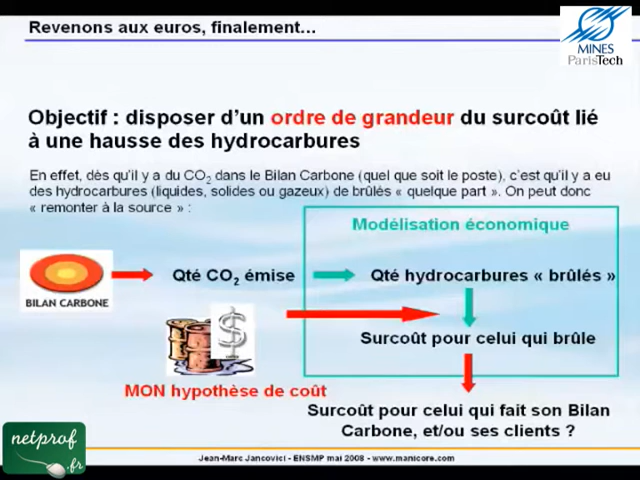 Revenons aux euros, finalement...
MINES
ParisTech
Objectif : disposer d'un ordre de grandeur du surcoût lié
à une hausse des hydrocarbures
En effet, dès qu'il y a du CO2 dans le Bilan Carbone (quel que soit le poste), c'est qu'il y a eu
des hydrocarbures (liquides, solides ou gazeux) de brûlés « quelque part ». On peut donc
« remonter à la source » :
Modélisation économique
Qté CO2 émise
Qté hydrocarbures « brûlés »
BILAN CARBONE
$
Surcoût pour celui qui brûle
MON hypothèse de coût
Surcoût pour celui qui fait son Bilan
Carbone, et/ou ses clients ?
netprof
.fr
Jean-Marc Jancovici - ENSMP mai 2008 - www.manicore.com